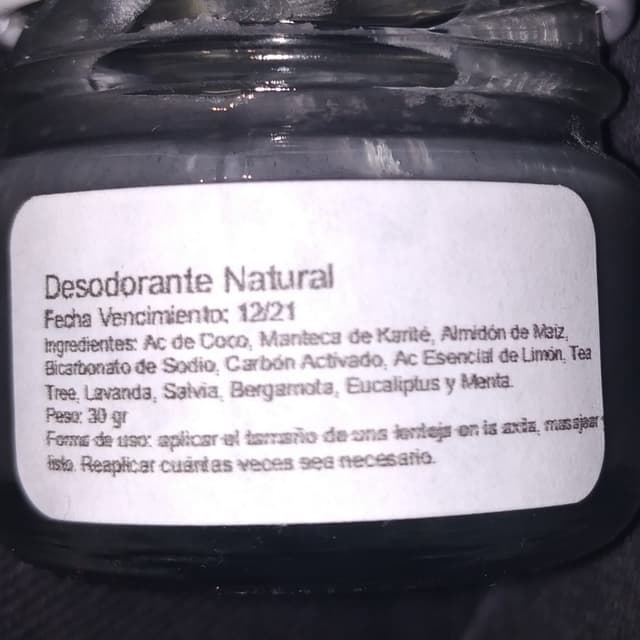 Desodorante Natural
Fecha Vencimiento: 12/21
Ingredientes: Ac de Coco, Manteca de Karité, Almidón de Maiz,
Bicarbonato de Sodio, Carbón Activado, Ac Esencial de Limón, Tea
Tree, Lavanda, Salvia, Bergamota, Eucaliptus y Menta.
Peso: 30 gr
Forma de uso: aplicar el tamaño de una lenteja en la axila, masajear
listo. Reaplicar cuántas veces sea necesario.